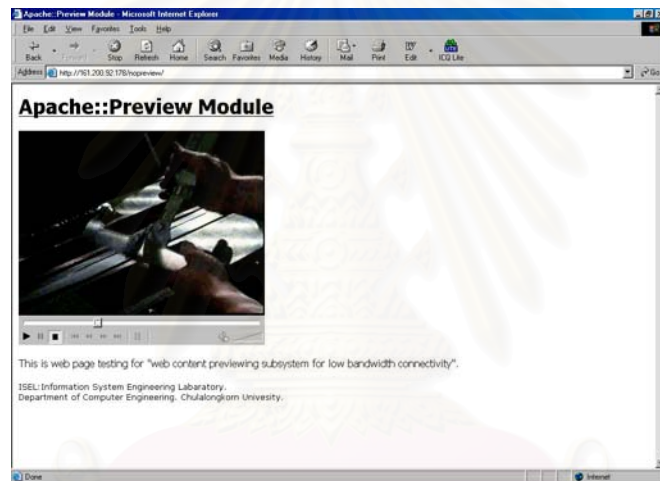 Apache::Preview Module - Microsoft Internet Explorer
File Edit View Favorites Tools Help
Back Forward Stop Refresh Home Search Favorites Media History Mail Print Edit ICQ Lite
Address http://161.200.92.178/nopreview/ Go
Apache::Preview Module
This is web page testing for "web content previewing subsystem for low bandwidth connectivity".
ISEL:Information System Engineering Labaratory.
Department of Computer Engineering. Chulalongkorn Univesity.
Done Internet